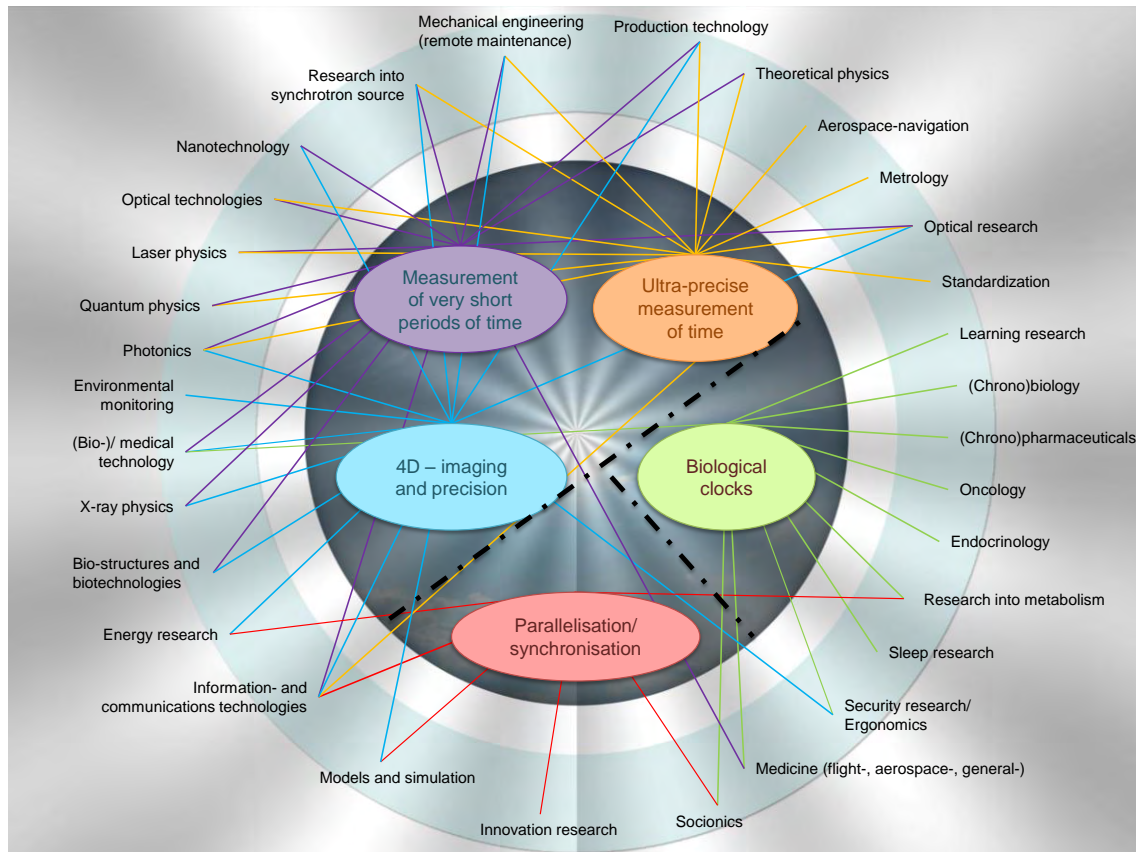 Mechanical engineering
(remote maintenance)
Production technology
Research into
synchrotron source
Theoretical physics
Nanotechnology
Aerospace-navigation
Optical technologies
Metrology
Laser physics
Optical research
Quantum physics
Standardization
Photonics
Learning research
Environmental
monitoring
(Chrono)biology
(Bio-)/ medical
technology
(Chrono)pharmaceuticals
X-ray physics
Oncology
Bio-structures and
biotechnologies
Endocrinology
Energy research
Research into metabolism
Information- and
communications technologies
Sleep research
Models and simulation
Security research/
Ergonomics
Innovation research
Socionics
Medicine (flight-, aerospace-, general-)
Measurement
of very short
periods of time
Ultra-precise
measurement
of time
4D – imaging
and precision
Biological
clocks
Parallelisation/
synchronisation